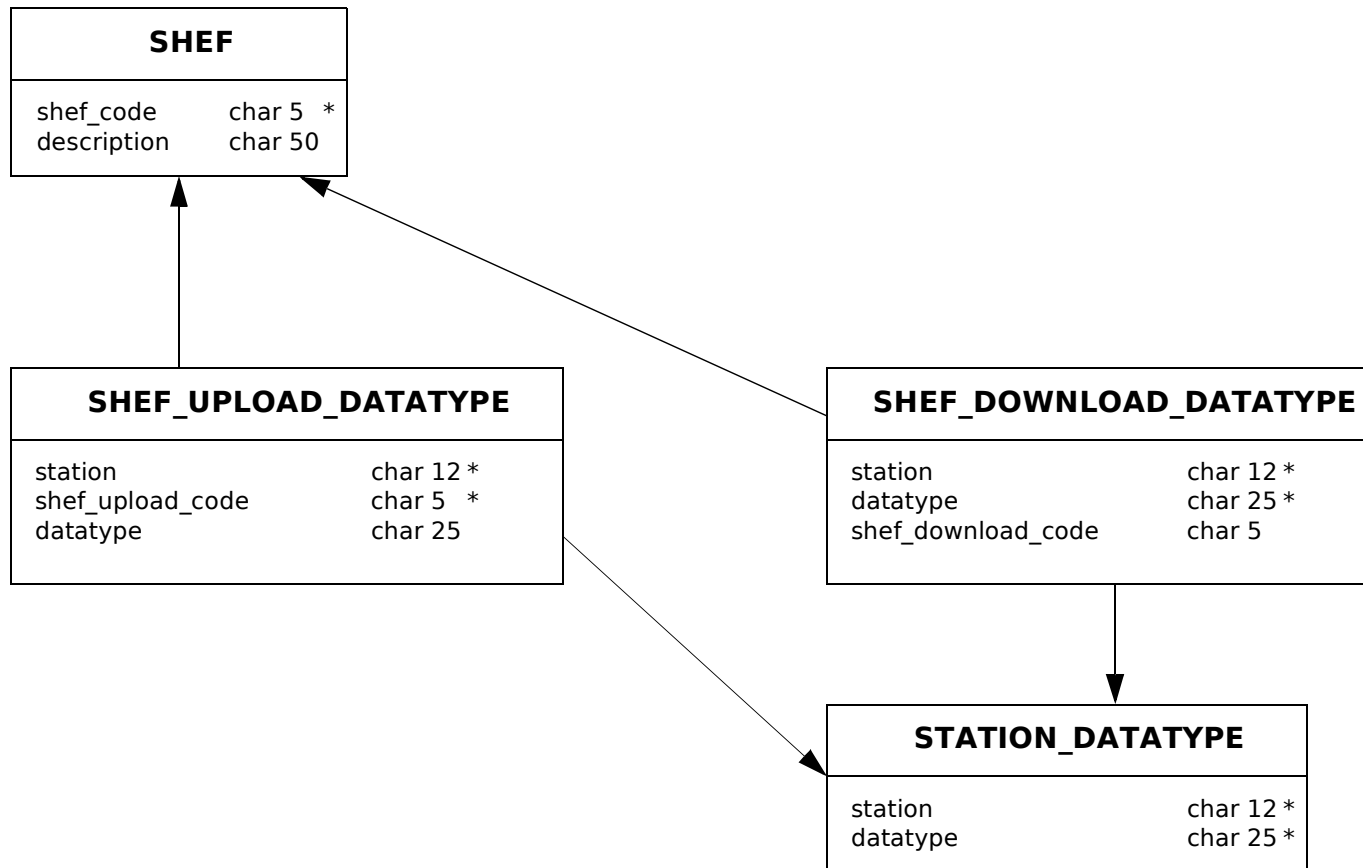 SHEF
shef_code char 5 *
description char 50
SHEF_UPLOAD_DATATYPE
station char 12 *
shef_upload_code char 5 *
datatype char 25
SHEF_DOWNLOAD_DATATYPE
station char 12 *
datatype char 25 *
shef_download_code char 5
STATION_DATATYPE
station char 12 *
datatype char 25 *